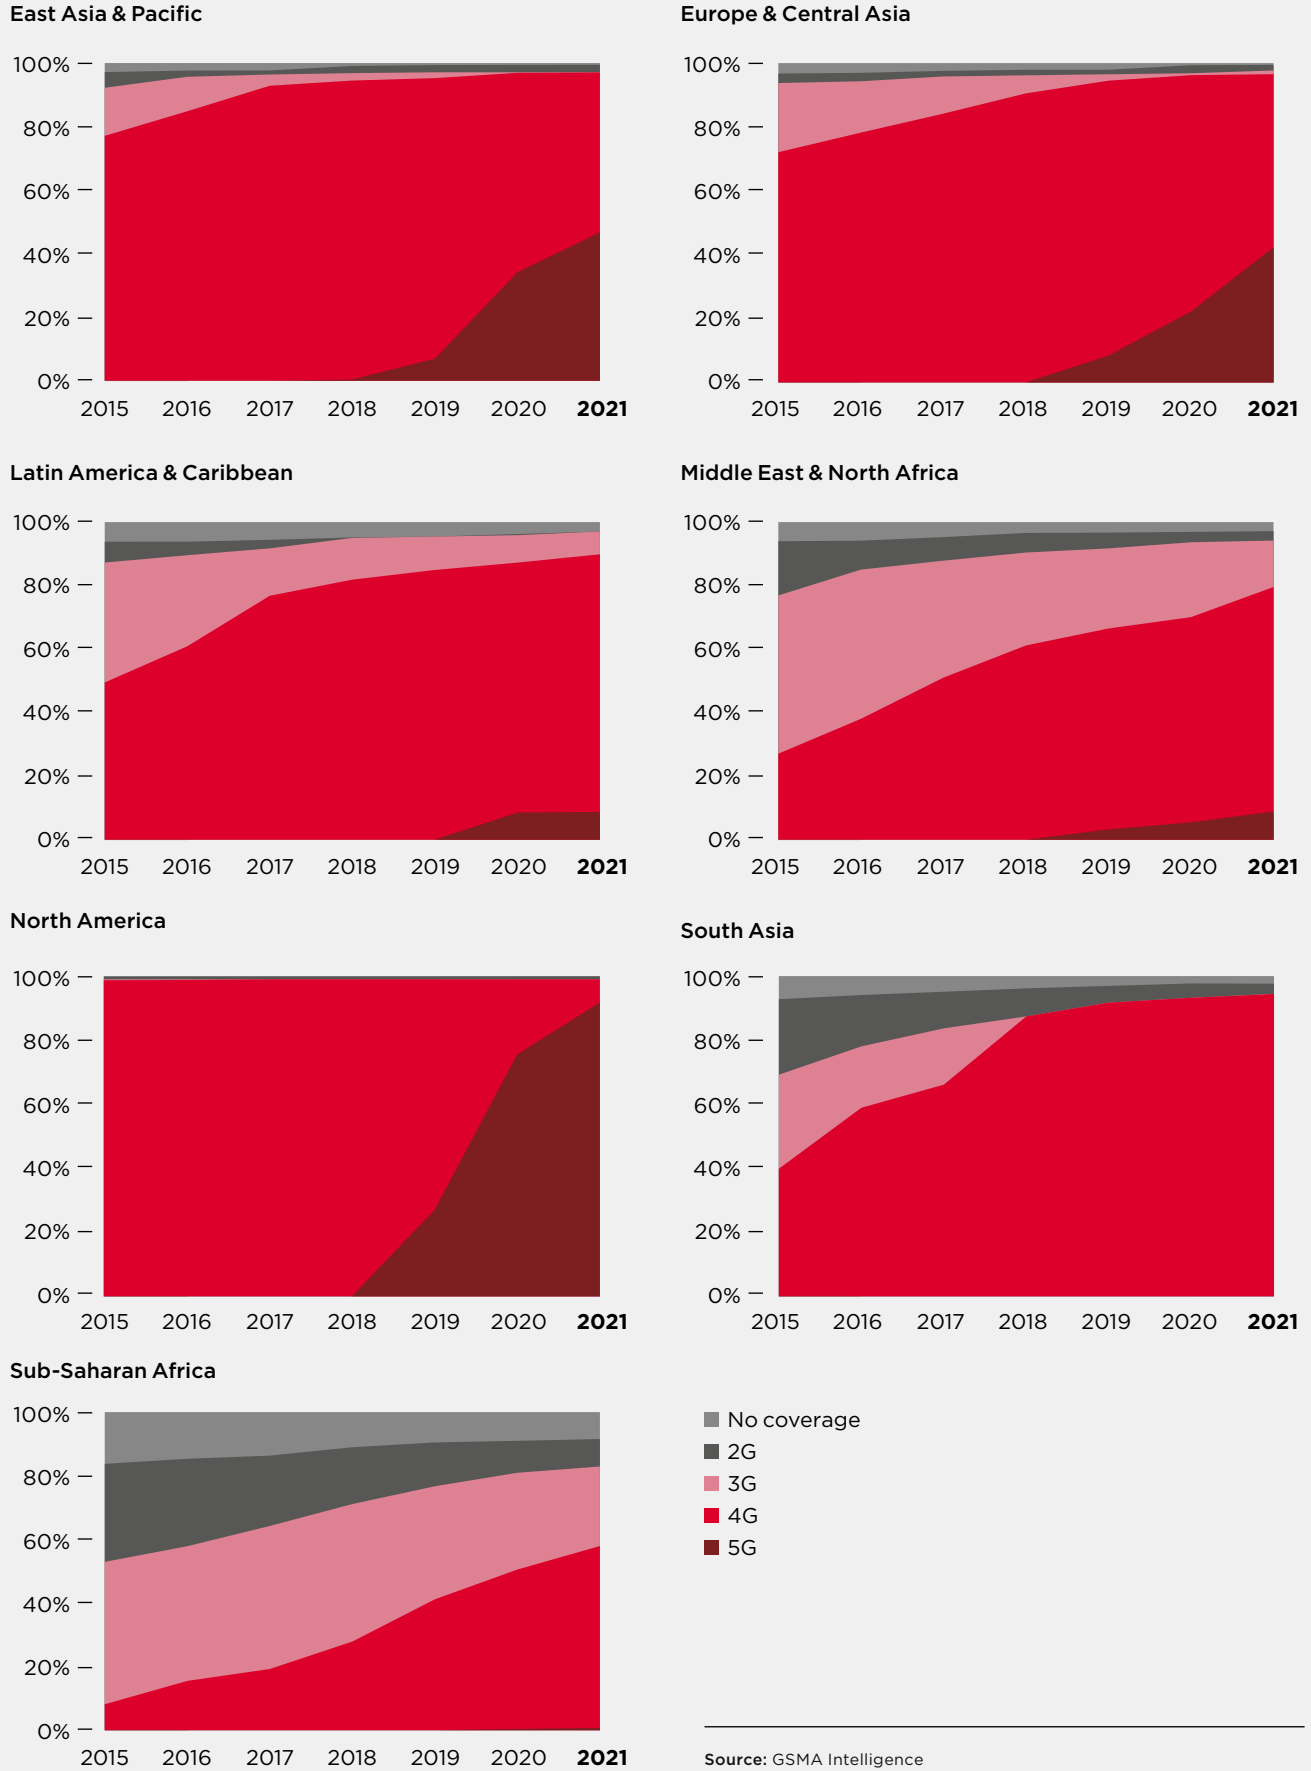 East Asia & Pacific
100%
80%
60%
40%
20%
0%
2015 2016 2017 2018 2019 2020 2021
Europe & Central Asia
100%
80%
60%
40%
20%
0%
2015 2016 2017 2018 2019 2020 2021
Latin America & Caribbean
100%
80%
60%
40%
20%
0%
2015 2016 2017 2018 2019 2020 2021
Middle East & North Africa
100%
80%
60%
40%
20%
0%
2015 2016 2017 2018 2019 2020 2021
North America
100%
80%
60%
40%
20%
0%
2015 2016 2017 2018 2019 2020 2021
South Asia
100%
80%
60%
40%
20%
0%
2015 2016 2017 2018 2019 2020 2021
Sub-Saharan Africa
100%
80%
60%
40%
20%
0%
2015 2016 2017 2018 2019 2020 2021
No coverage
2G
3G
4G
5G
Source: GSMA Intelligence